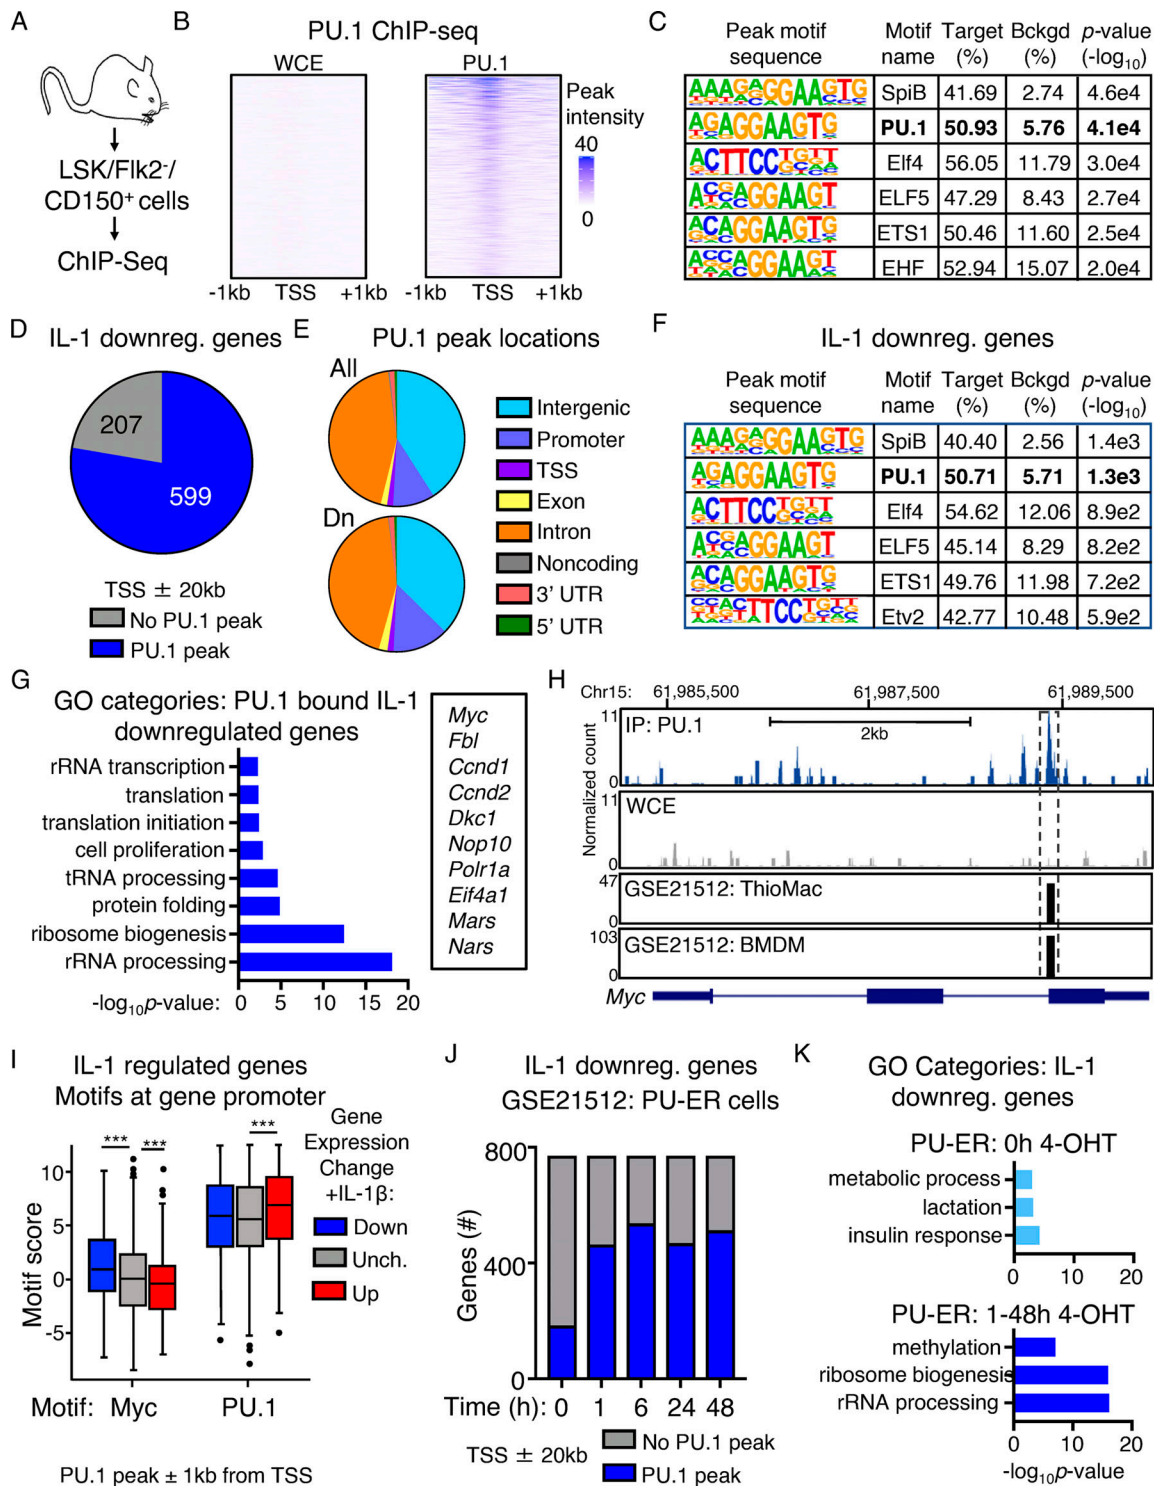 A
LSK/Flk2-/
CD150+ cells
ChIP-Seq
B
PU.1 ChIP-seq
WCE
PU.1
Peak
intensity
40
0
-1kb TSS +1kb
-1kb TSS +1kb
C
Peak motif sequence Motif name Target (%) Bckgd (%) p-value (-log10)
SpiB 41.69 2.74 4.6e4
PU.1 50.93 5.76 4.1e4
Elf4 56.05 11.79 3.0e4
ELF5 47.29 8.43 2.7e4
ETS1 50.46 11.60 2.5e4
EHF 52.94 15.07 2.0e4
D
IL-1 downreg. genes
207
599
TSS ± 20kb
No PU.1 peak
PU.1 peak
E
PU.1 peak locations
All
Dn
Intergenic
Promoter
TSS
Exon
Intron
Noncoding
3' UTR
5' UTR
F
IL-1 downreg. genes
Peak motif sequence Motif name Target (%) Bckgd (%) p-value (-log10)
SpiB 40.40 2.56 1.4e3
PU.1 50.71 5.71 1.3e3
Elf4 54.62 12.06 8.9e2
ELF5 45.14 8.29 8.2e2
ETS1 49.76 11.98 7.2e2
Etv2 42.77 10.48 5.9e2
G
GO categories: PU.1 bound IL-1
downregulated genes
rRNA transcription
translation
translation initiation
cell proliferation
tRNA processing
protein folding
ribosome biogenesis
rRNA processing
-log10p-value: 0 5 10 15 20
Myc
Fbl
Ccnd1
Ccnd2
Dkc1
Nop10
Polr1a
Eif4a1
Mars
Nars
H
Chr15: 61,985,500 61,987,500 61,989,500
Normalized count
11
IP: PU.1
2kb
0
11
WCE
0
47
GSE21512: ThioMac
0
103
GSE21512: BMDM
0
Myc
I
IL-1 regulated genes
Motifs at gene promoter
Motif score
10
5
0
-5
*** *** ***
Gene
Expression
Change
+IL-1β:
Down
Unch.
Up
Motif: Myc PU.1
PU.1 peak ± 1kb from TSS
J
IL-1 downreg. genes
GSE21512: PU-ER cells
Genes (#)
800
400
0
Time (h): 0 1 6 24 48
TSS ± 20kb
No PU.1 peak
PU.1 peak
K
GO Categories: IL-1
downreg. genes
PU-ER: 0h 4-OHT
metabolic process
lactation
insulin response
0 10 20
PU-ER: 1-48h 4-OHT
methylation
ribosome biogenesis
rRNA processing
0 10 20
-log10p-value